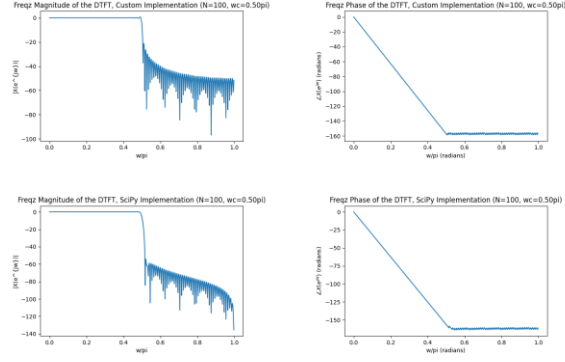 Freqz Magnitude of the DTFT, Custom Implementation (N=100, wc=0.50pi)
|X(e^{jw})|
0
−20
−40
−60
−80
−100
0.0 0.2 0.4 0.6 0.8 1.0
w/pi
Freqz Phase of the DTFT, Custom Implementation (N=100, wc=0.50pi)
∠X(e^jω) (radians)
0
−20
−40
−60
−80
−100
−120
−140
−160
0.0 0.2 0.4 0.6 0.8 1.0
w/pi (radians)
Freqz Magnitude of the DTFT, SciPy Implementation (N=100, wc=0.50pi)
|X(e^{jw})|
0
−20
−40
−60
−80
−100
−120
−140
0.0 0.2 0.4 0.6 0.8 1.0
w/pi
Freqz Phase of the DTFT, SciPy Implementation (N=100, wc=0.50pi)
∠X(e^jω) (radians)
0
−25
−50
−75
−100
−125
−150
0.0 0.2 0.4 0.6 0.8 1.0
w/pi (radians)